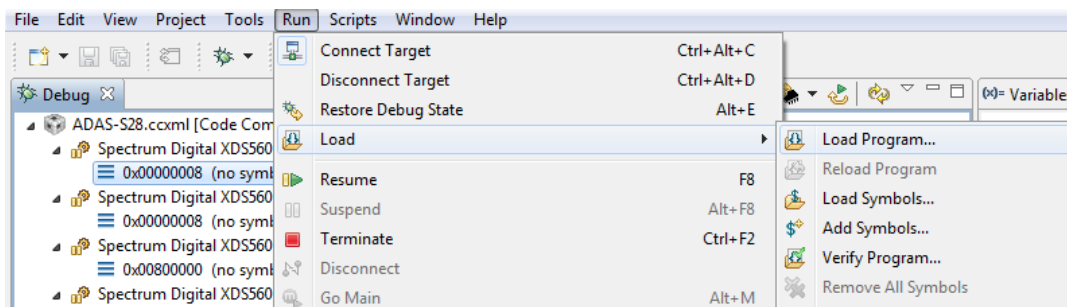 File Edit View Project Tools Run Scripts Window Help
Connect Target Ctrl+Alt+C
Disconnect Target Ctrl+Alt+D
Debug
(x)= Variable
Restore Debug State Alt+E
ADAS-S28.ccxml [Code Com
Load
Load Program...
Spectrum Digital XDS560
0x00000008 (no symb
Reload Program
Resume F8
Spectrum Digital XDS560
Load Symbols...
Suspend Alt+F8
0x00000008 (no symb
Add Symbols...
Terminate Ctrl+F2
Spectrum Digital XDS560
Verify Program...
Disconnect
0x00800000 (no symb
Remove All Symbols
Go Main Alt+M
Spectrum Digital XDS560